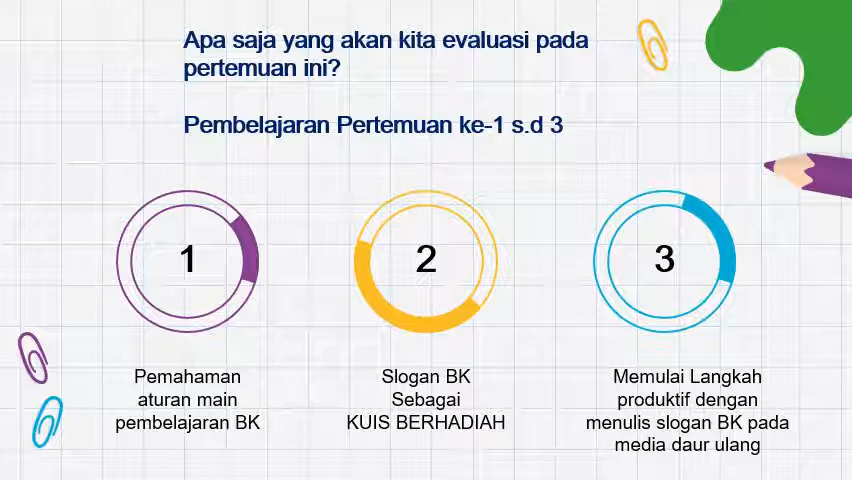 Apa saja yang akan kita evaluasi pada
pertemuan ini?
Pembelajaran Pertemuan ke-1 s.d 3
1
Pemahaman
aturan main
pembelajaran BK
2
Slogan BK
Sebagai
KUIS BERHADIAH
3
Memulai Langkah
produktif dengan
menulis slogan BK pada
media daur ulang